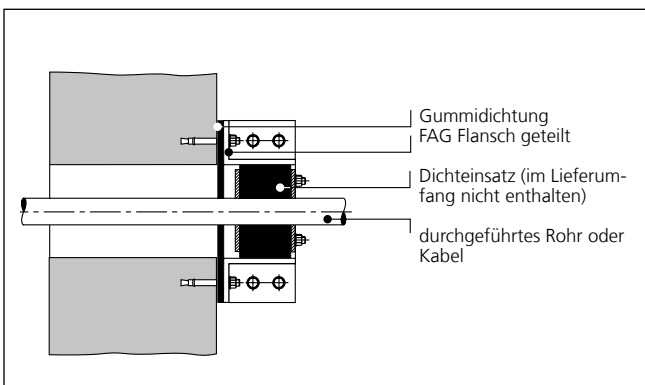 Gummidichtung
FAG Flansch geteilt
Dichteinsatz (im Lieferum-
fang nicht enthalten)
durchgeführtes Rohr oder
Kabel